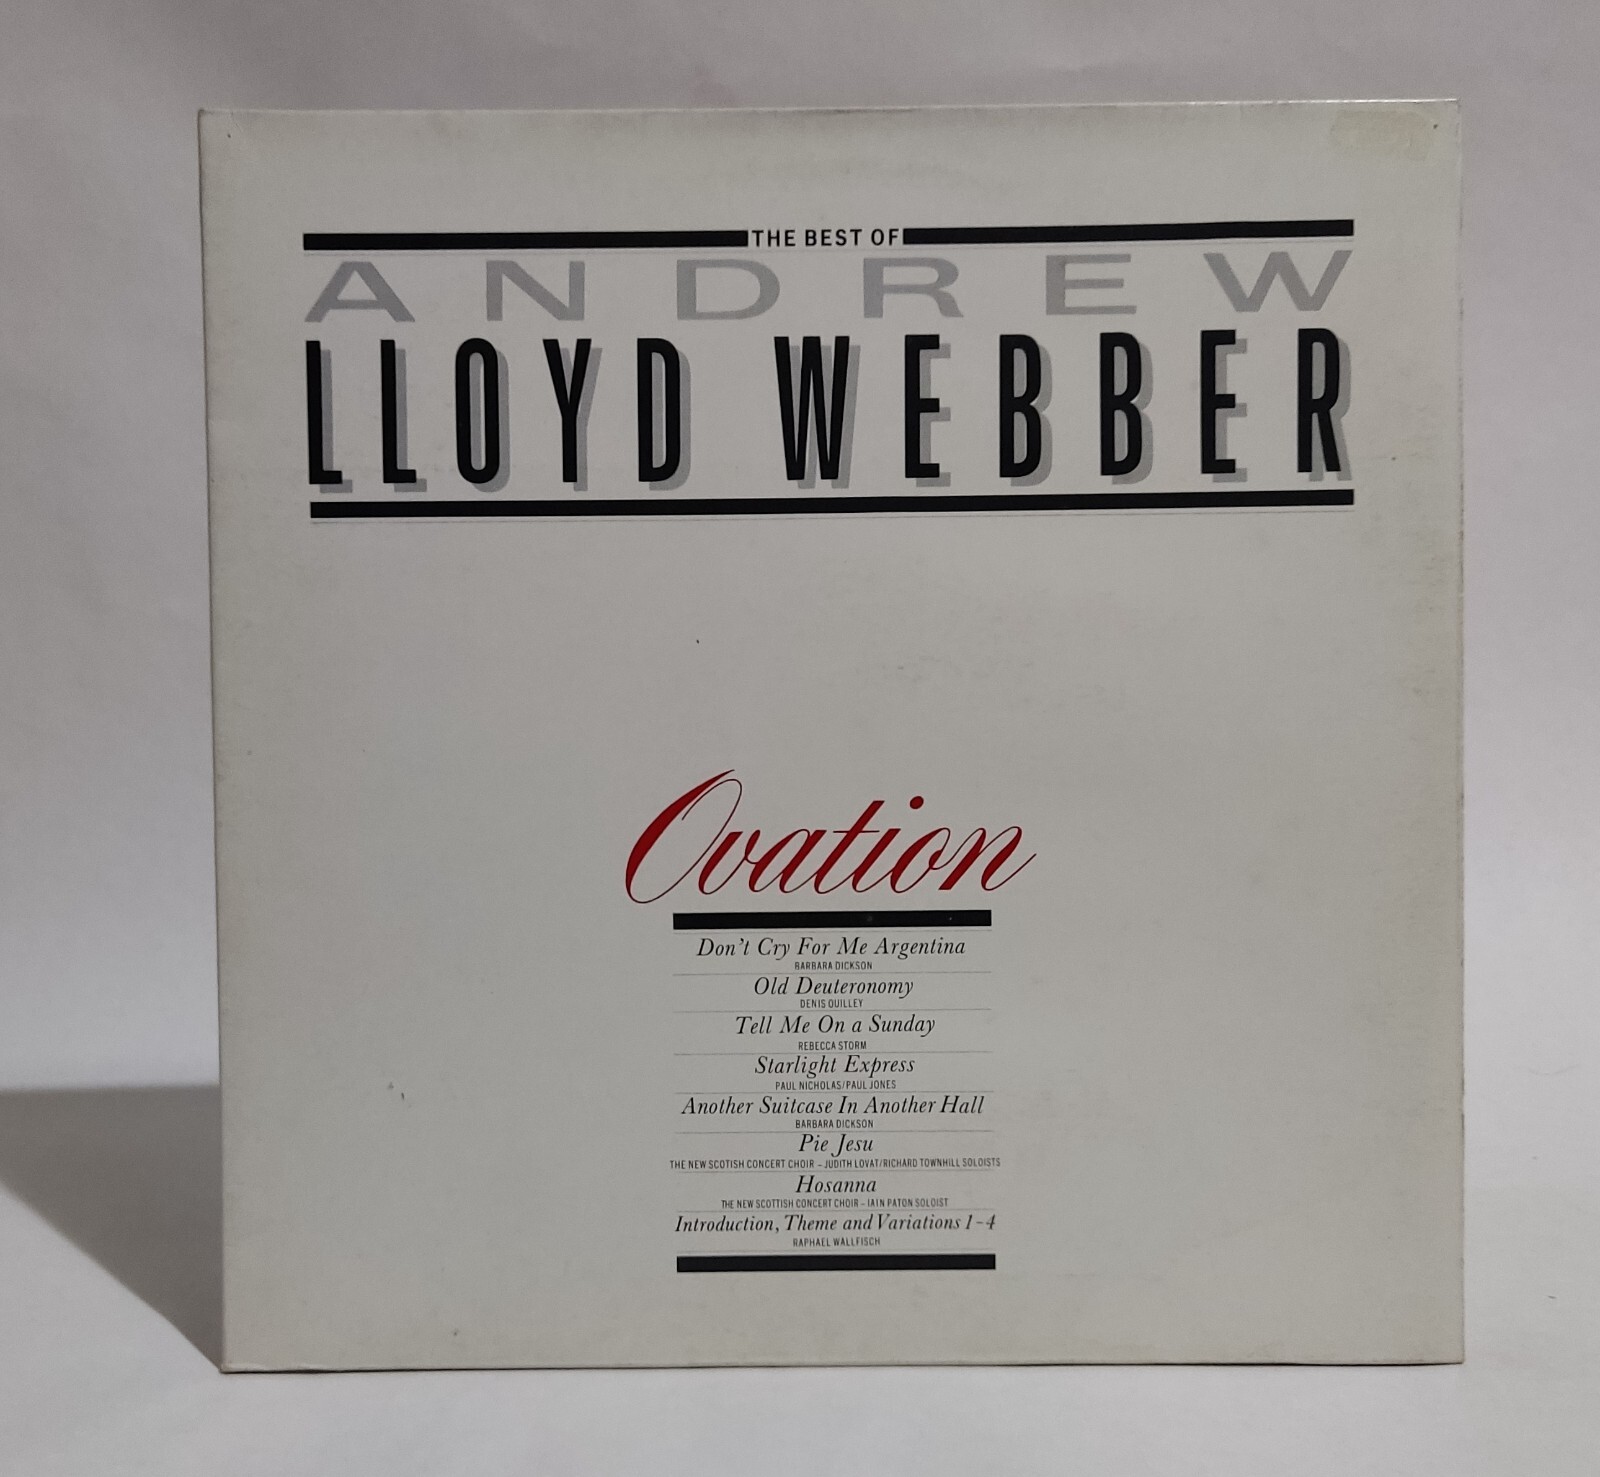 THE BEST OF
ANDREW
LLOYD WEBBER
Ovation
Don't Cry For Me Argentina
BARBARA DICKSON
Old Deuteronomy
DENIS QUILLEY
Tell Me On a Sunday
REBECCA STORM
Starlight Express
PAUL NICHOLAS/PAUL JONES
Another Suitcase In Another Hall
BARBARA DICKSON
Pie Jesu
THE NEW SCOTISH CONCERT CHOIR – JUDITH LOVAT/RICHARD TOWNHILL SOLOISTS
Hosanna
THE NEW SCOTTISH CONCERT CHOIR – IAIN PATON SOLOIST
Introduction, Theme and Variations 1-4
RAPHAEL WALLFISCH